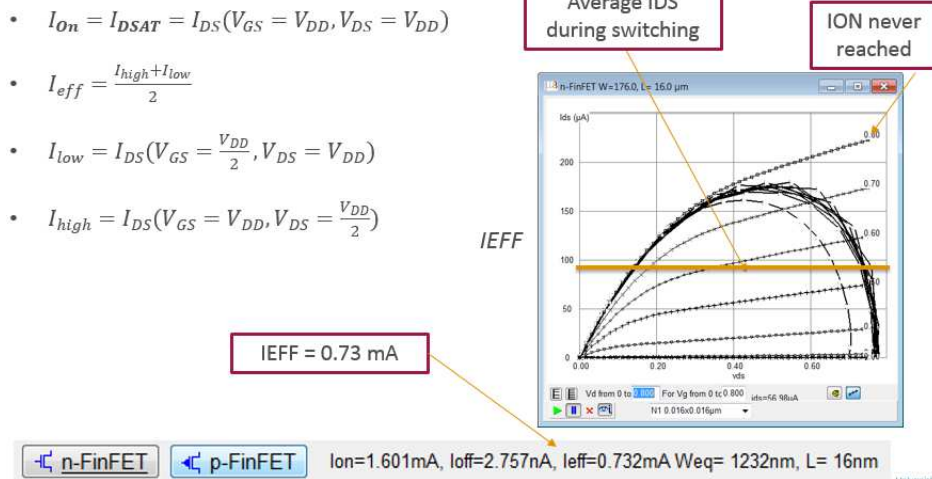 • I_On = I_DSAT = I_DS(V_GS = V_DD, V_DS = V_DD)
• I_eff = (I_high+I_low)/2
• I_low = I_DS(V_GS = V_DD/2, V_DS = V_DD)
• I_high = I_DS(V_GS = V_DD, V_DS = V_DD/2)
Average IDS
during switching
ION never
reached
n-FinFET W=176.0, L= 16.0 µm
Ids (µA)
0.80
200
0.70
150
0.60
IEFF
100
50
0
0.00 0.20 0.40 0.60
vds
Vd from 0 to 0.800 For Vg from 0 to 0.800 ids=56.98uA
N1 0.016x0.016µm
IEFF = 0.73 mA
n-FinFET p-FinFET Ion=1.601mA, Ioff=2.757nA, Ieff=0.732mA Weq= 1232nm, L= 16nm